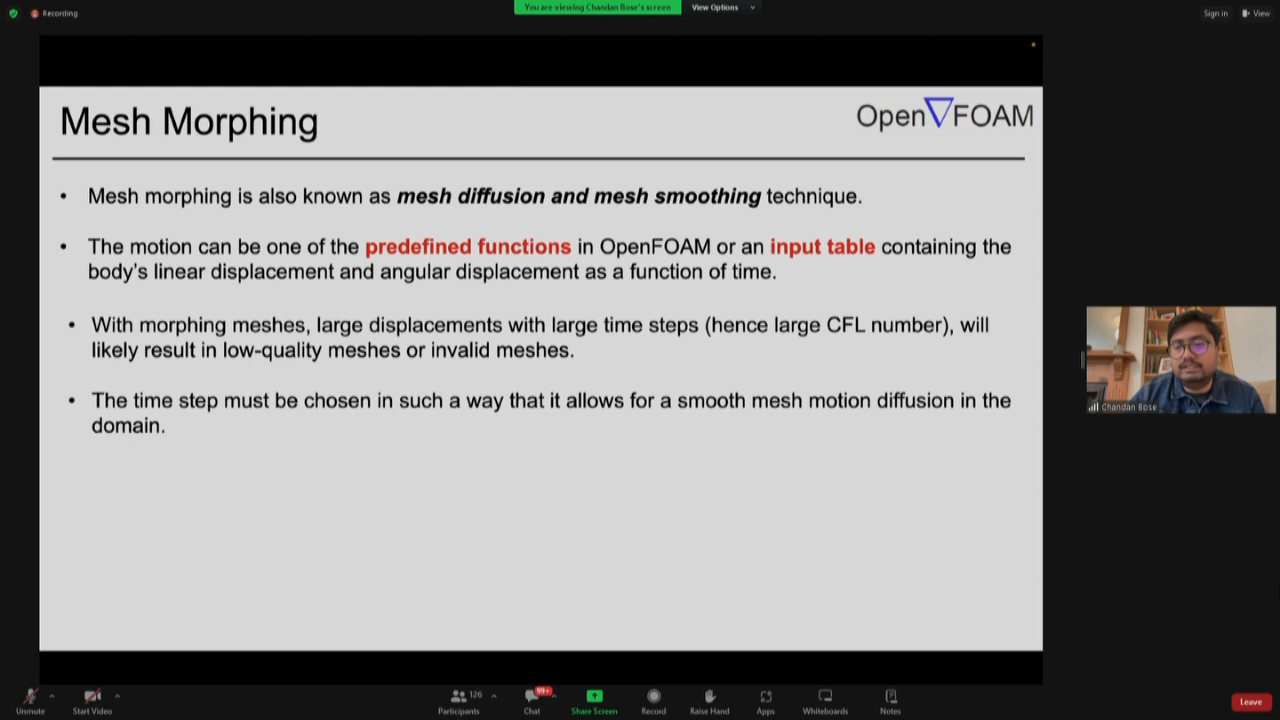 Recording
You are viewing Chandan Bose's screen
View Options
Sign in
View
Mesh Morphing
Open FOAM
• Mesh morphing is also known as mesh diffusion and mesh smoothing technique.
• The motion can be one of the predefined functions in OpenFOAM or an input table containing the
body's linear displacement and angular displacement as a function of time.
• With morphing meshes, large displacements with large time steps (hence large CFL number), will
likely result in low-quality meshes or invalid meshes.
• The time step must be chosen in such a way that it allows for a smooth mesh motion diffusion in the
domain.
Chandan Bose
Unmute
Start Video
126
Participants
99+
Chat
Share Screen
Record
Raise Hand
Apps
Whiteboards
Notes
Leave